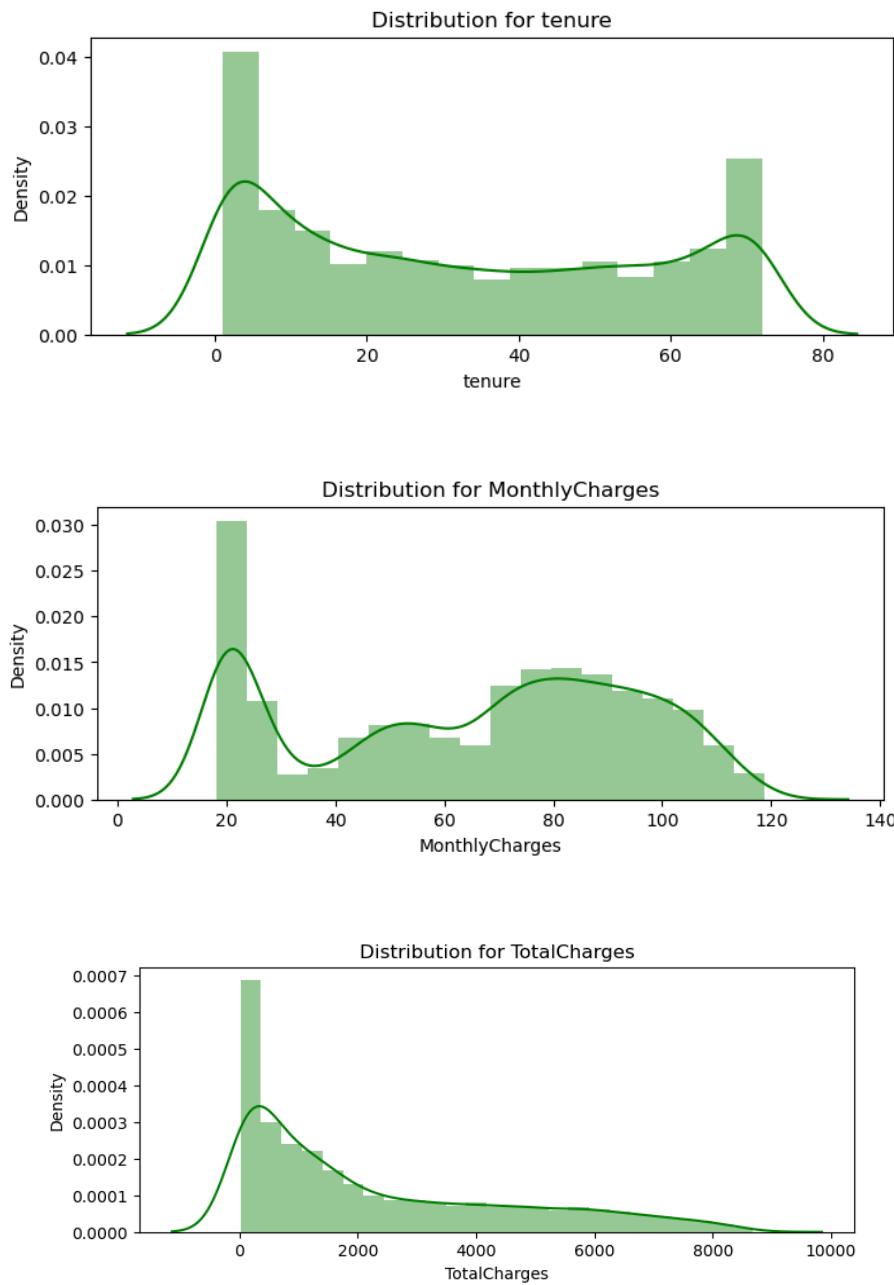 Distribution for tenure
0.04
0.03
0.02
0.01
0.00
Density
0 20 40 60 80
tenure
Distribution for MonthlyCharges
0.030
0.025
0.020
0.015
0.010
0.005
0.000
Density
0 20 40 60 80 100 120 140
MonthlyCharges
Distribution for TotalCharges
0.0007
0.0006
0.0005
0.0004
0.0003
0.0002
0.0001
0.0000
Density
0 2000 4000 6000 8000 10000
TotalCharges